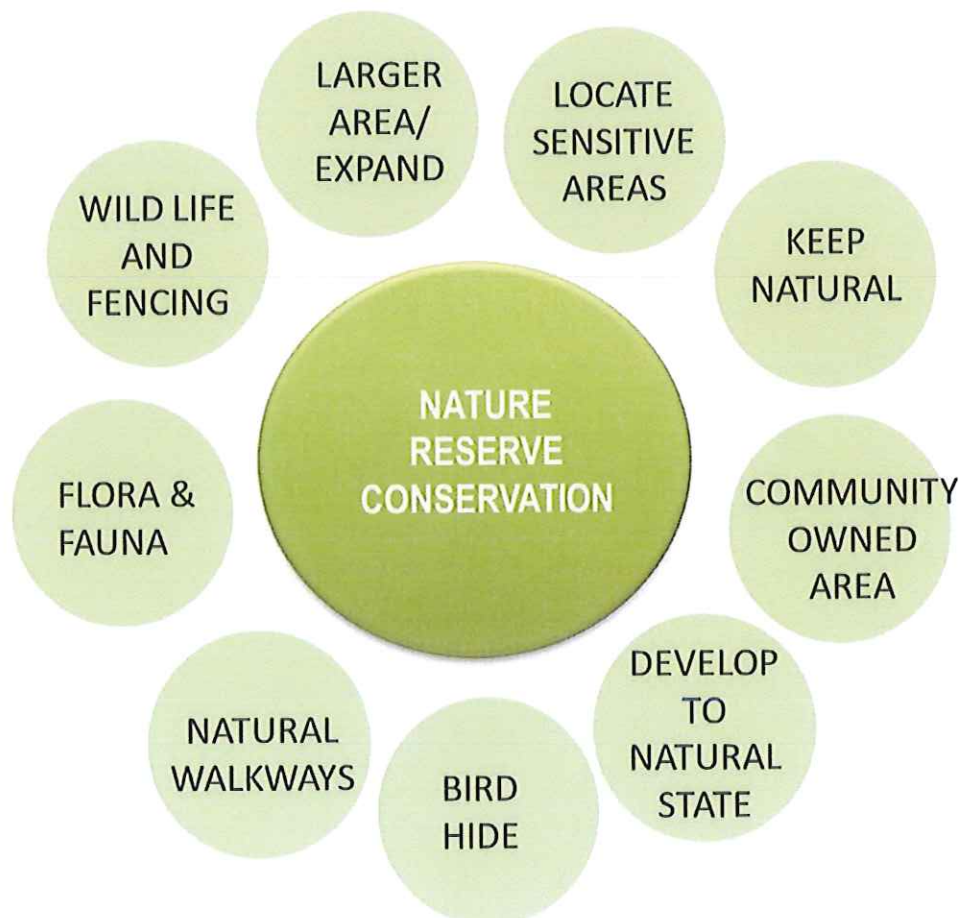 LARGER
AREA/
EXPAND
LOCATE
SENSITIVE
AREAS
WILD LIFE
AND
FENCING
KEEP
NATURAL
NATURE
RESERVE
CONSERVATION
FLORA &
FAUNA
COMMUNITY
OWNED
AREA
DEVELOP
TO
NATURAL
STATE
NATURAL
WALKWAYS
BIRD
HIDE